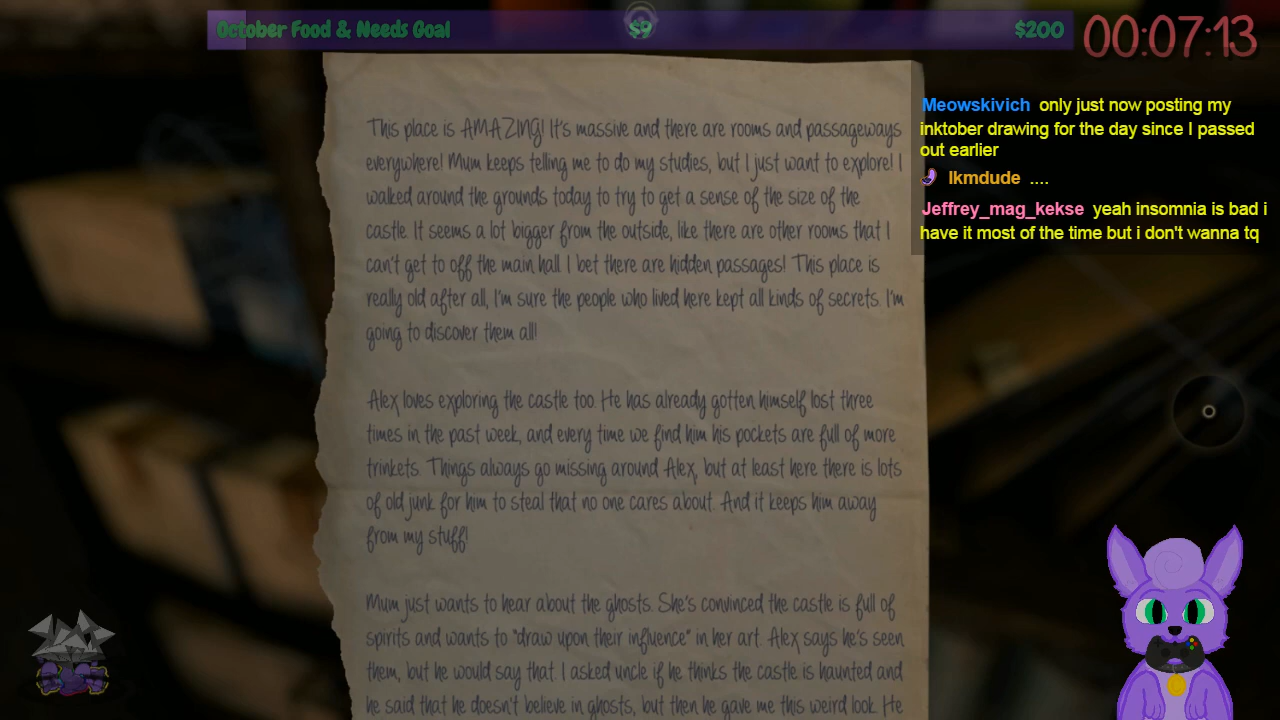 October Food & Needs Goal
$9
$200
00:07:13
This place is AMAZING! It's massive and there are rooms and passageways
everywhere! Mum keeps telling me to do my studies, but I just want to explore! I
walked around the grounds today to try to get a sense of the size of the
castle. It seems a lot bigger from the outside, like there are other rooms that I
can't get to off the main hall. I bet there are hidden passages! This place is
really old after all, I'm sure the people who lived here kept all kinds of secrets. I'm
going to discover them all!
Alex loves exploring the castle too. He has already gotten himself lost three
times in the past week, and every time we find him his pockets are full of more
trinkets. Things always go missing around Alex, but at least here there is lots
of old junk for him to steal that no one cares about. And it keeps him away
from my stuff!
Mum just wants to hear about the ghosts. She's convinced the castle is full of
spirits and wants to "draw upon their influence" in her art. Alex says he's seen
them, but he would say that. I asked uncle if he thinks the castle is haunted and
he said that he doesn't believe in ghosts, but then he gave me this weird look. He
Meowskivich only just now posting my
inktober drawing for the day since I passed
out earlier
lkmdude ....
Jeffrey_mag_kekse yeah insomnia is bad i
have it most of the time but i don't wanna tq